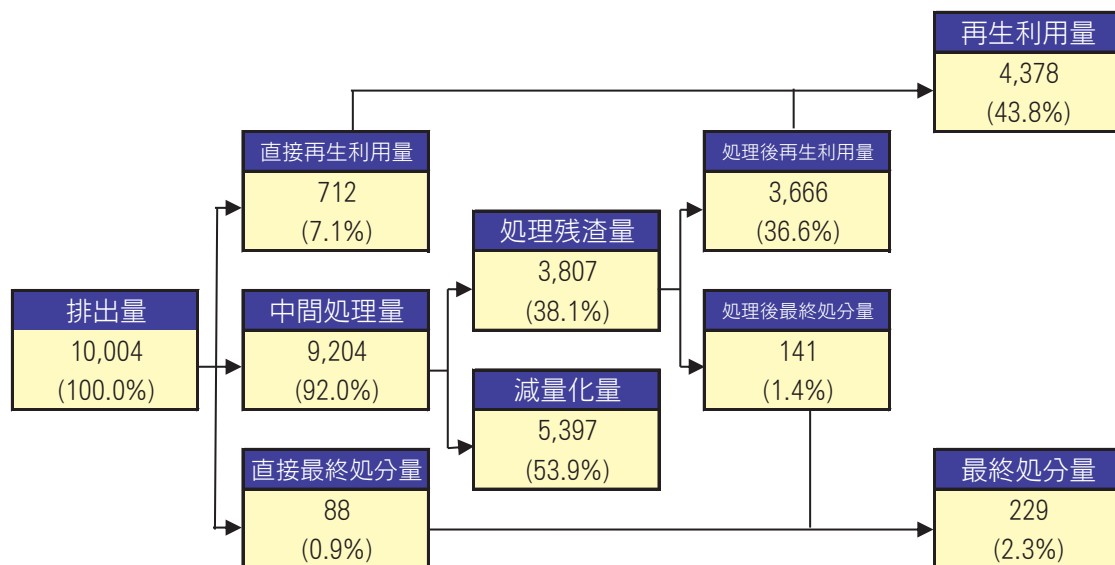 再生利用量
4,378
(43.8%)
直接再生利用量
712
(7.1%)
処理後再生利用量
3,666
(36.6%)
処理残渣量
3,807
(38.1%)
排出量
10,004
(100.0%)
中間処理量
9,204
(92.0%)
処理後最終処分量
141
(1.4%)
減量化量
5,397
(53.9%)
直接最終処分量
88
(0.9%)
最終処分量
229
(2.3%)